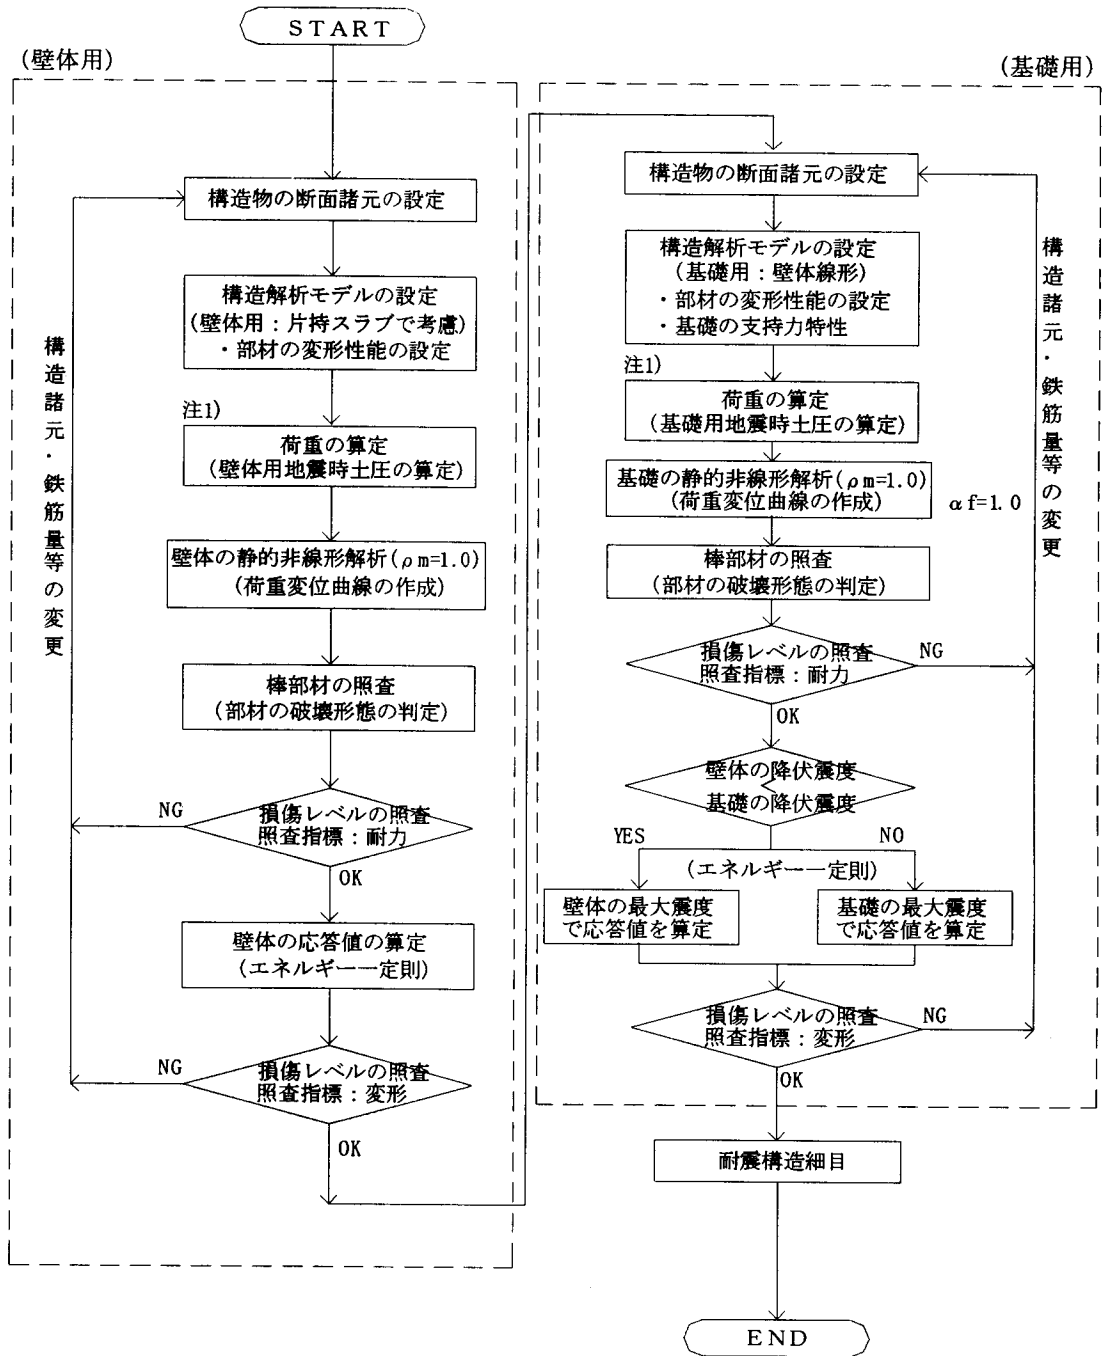 START
(壁体用)
構造物の断面諸元の設定
構造解析モデルの設定
(壁体用:片持スラブで考慮)
・部材の変形性能の設定
注1)
荷重の算定
(壁体用地震時土圧の算定)
壁体の静的非線形解析(ρm=1.0)
(荷重変位曲線の作成)
棒部材の照査
(部材の破壊形態の判定)
損傷レベルの照査
照査指標:耐力
NG
OK
壁体の応答値の算定
(エネルギー一定則)
損傷レベルの照査
照査指標:変形
NG
OK
構造諸元・鉄筋量等の変更
(基礎用)
構造物の断面諸元の設定
構造解析モデルの設定
(基礎用:壁体線形)
・部材の変形性能の設定
・基礎の支持力特性
注1)
荷重の算定
(基礎用地震時土圧の算定)
基礎の静的非線形解析(ρm=1.0)
(荷重変位曲線の作成)
αf=1.0
棒部材の照査
(部材の破壊形態の判定)
損傷レベルの照査
照査指標:耐力
NG
OK
壁体の降伏震度
<
基礎の降伏震度
YES
NO
(エネルギー一定則)
壁体の最大震度
で応答値を算定
基礎の最大震度
で応答値を算定
損傷レベルの照査
照査指標:変形
NG
OK
構造諸元・鉄筋量等の変更
耐震構造細目
END